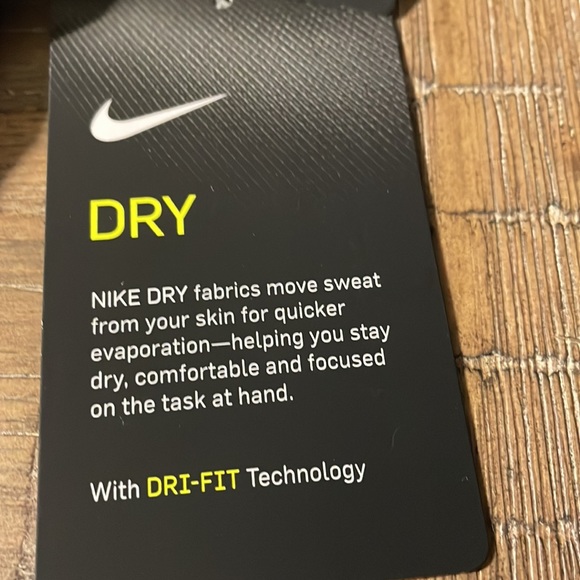 DRY
NIKE DRY fabrics move sweat
from your skin for quicker
evaporation—helping you stay
dry, comfortable and focused
on the task at hand.
With DRI-FIT Technology